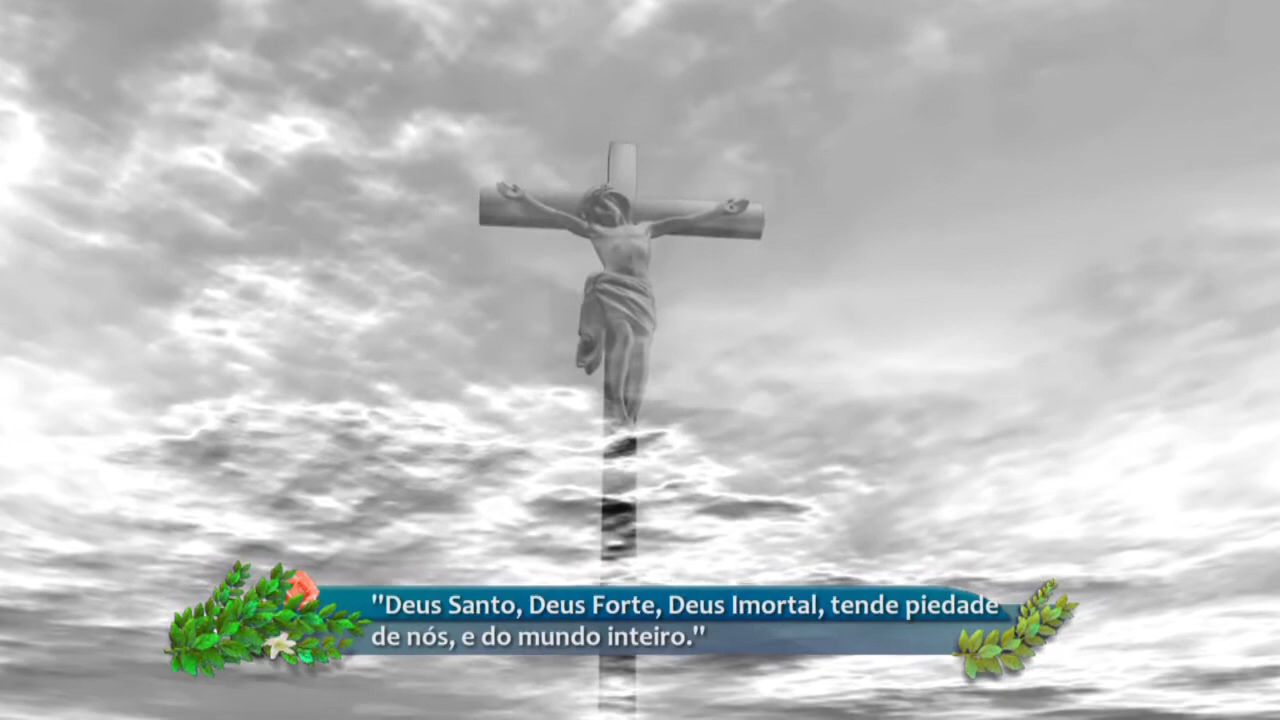 "Deus Santo, Deus Forte, Deus Imortal, tende piedade
de nós, e do mundo inteiro."